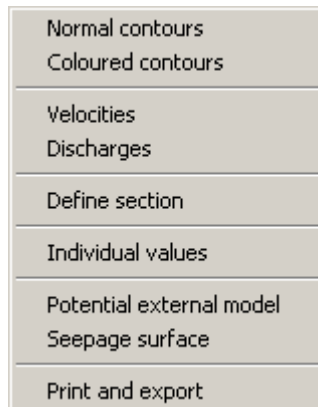 Normal contours
Coloured contours
Velocities
Discharges
Define section
Individual values
Potential external model
Seepage surface
Print and export